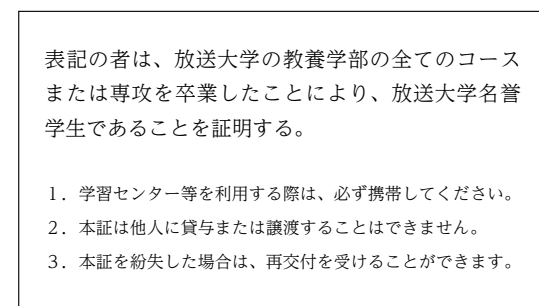 表記の者は、放送大学の教養学部の全てのコース
または専攻を卒業したことにより、放送大学名誉
学生であることを証明する。
１．学習センター等を利用する際は、必ず携帯してください。
２．本証は他人に貸与または譲渡することはできません。
３．本証を紛失した場合は、再交付を受けることができます。